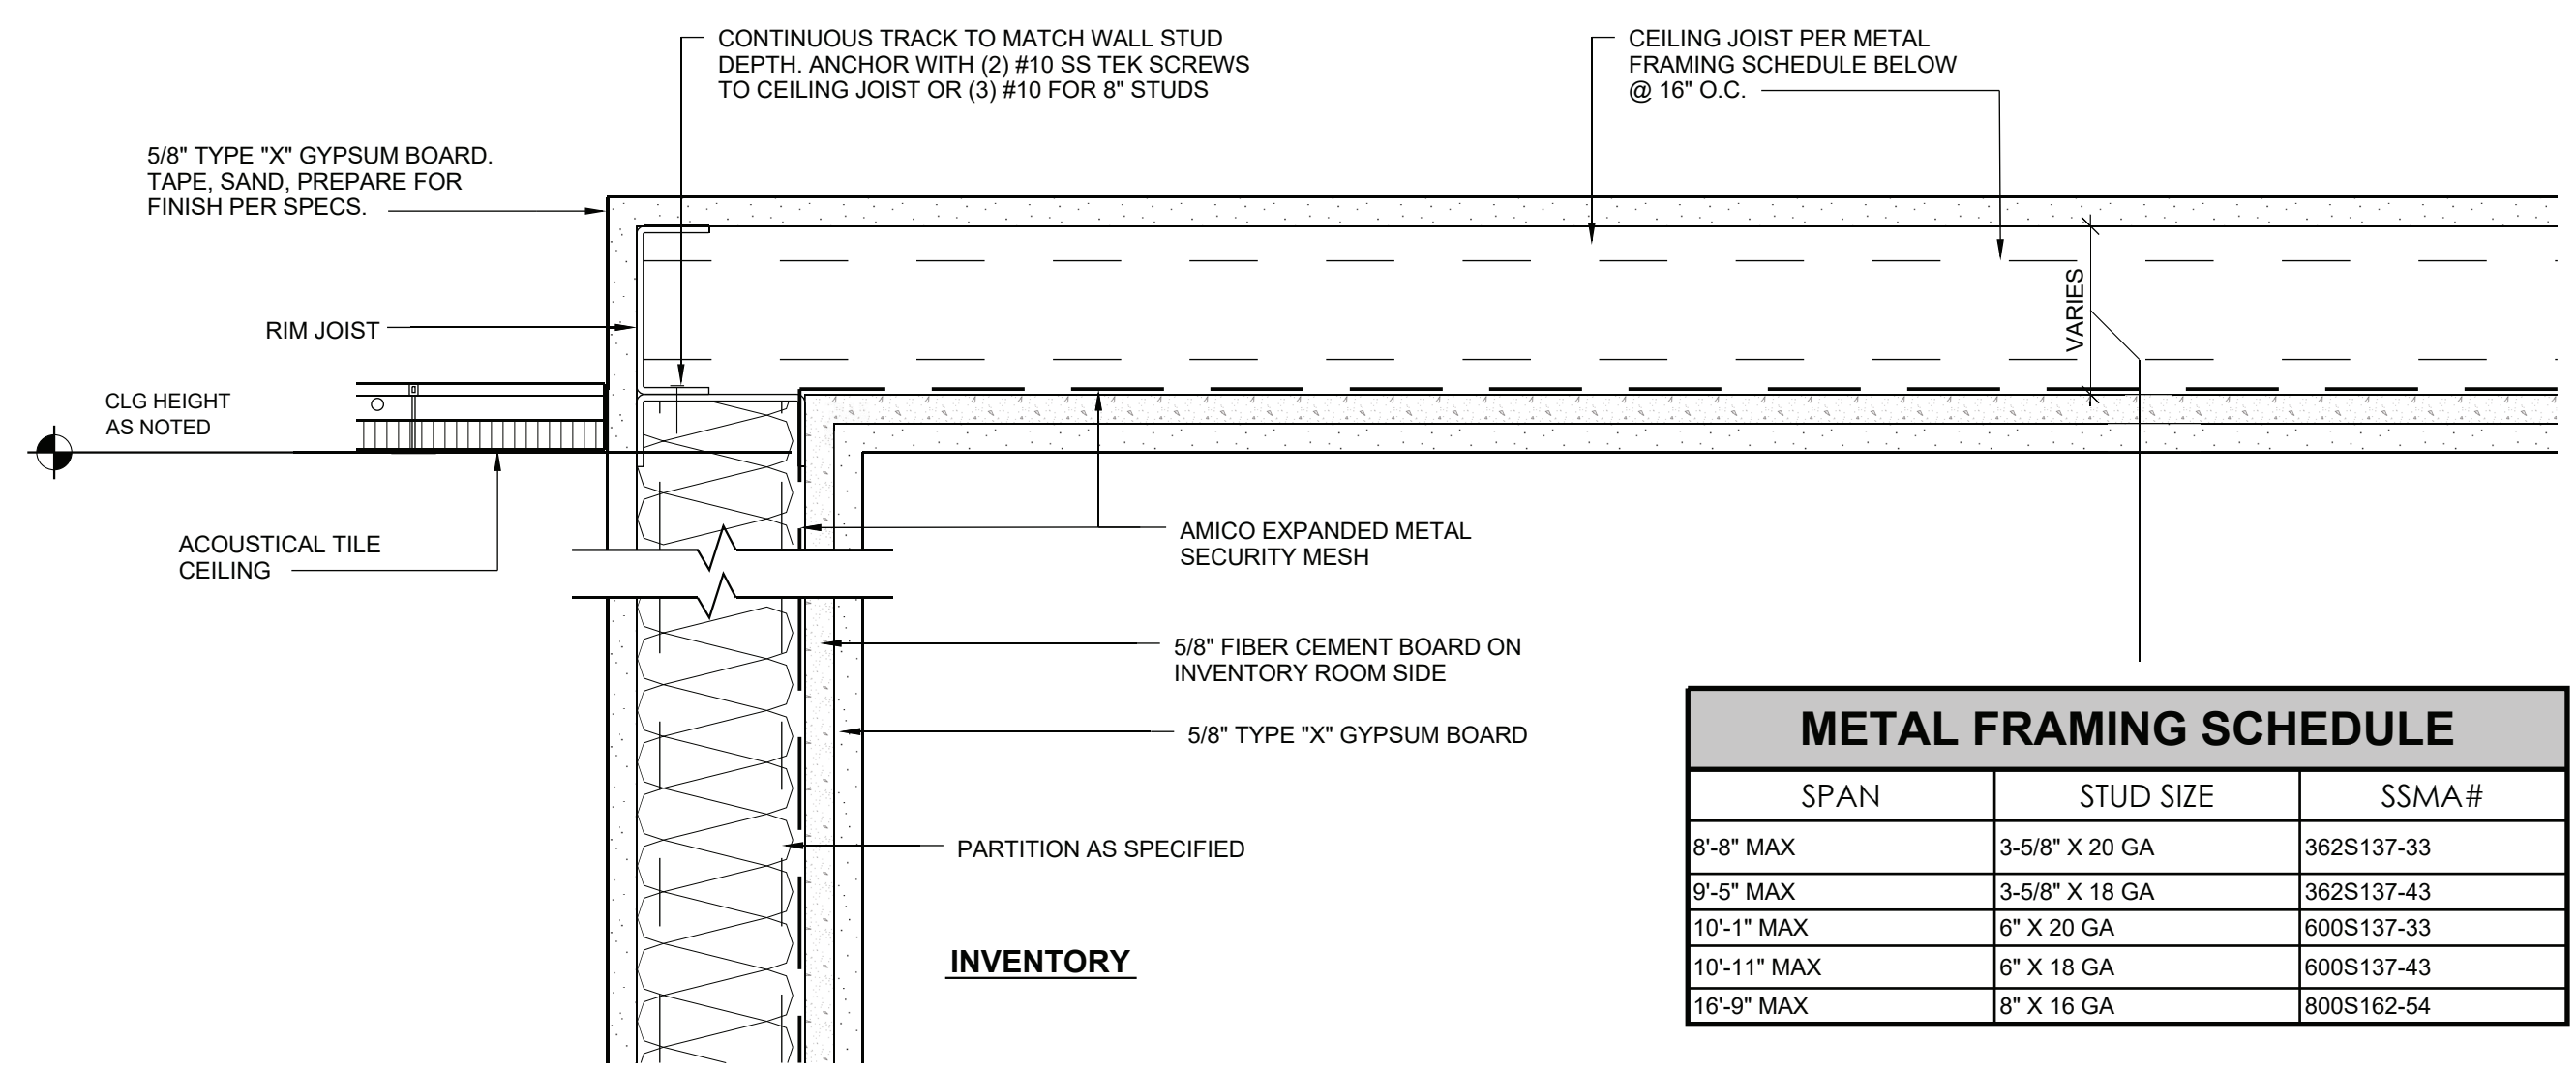 CONTINUOUS TRACK TO MATCH WALL STUD
DEPTH. ANCHOR WITH (2) #10 SS TEK SCREWS
TO CEILING JOIST OR (3) #10 FOR 8" STUDS
CEILING JOIST PER METAL
FRAMING SCHEDULE BELOW
@ 16" O.C.
5/8" TYPE "X" GYPSUM BOARD.
TAPE, SAND, PREPARE FOR
FINISH PER SPECS.
RIM JOIST
VARIES
CLG HEIGHT
AS NOTED
ACOUSTICAL TILE
CEILING
AMICO EXPANDED METAL
SECURITY MESH
5/8" FIBER CEMENT BOARD ON
INVENTORY ROOM SIDE
5/8" TYPE "X" GYPSUM BOARD
PARTITION AS SPECIFIED
INVENTORY
METAL FRAMING SCHEDULE
SPAN STUD SIZE SSMA#
8'-8" MAX 3-5/8" X 20 GA 362S137-33
9'-5" MAX 3-5/8" X 18 GA 362S137-43
10'-1" MAX 6" X 20 GA 600S137-33
10'-11" MAX 6" X 18 GA 600S137-43
16'-9" MAX 8" X 16 GA 800S162-54